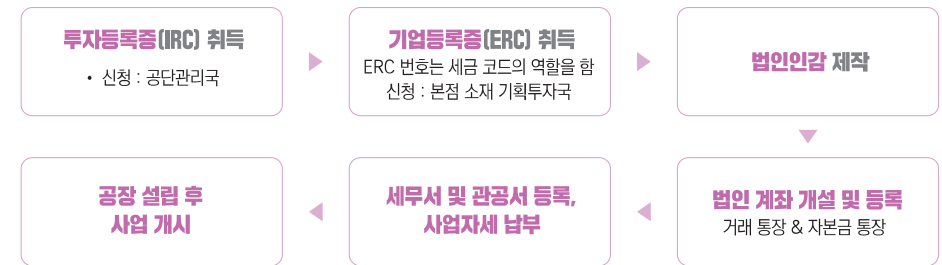 투자등록증(IRC) 취득
• 신청 : 공단관리국
기업등록증(ERC) 취득
ERC 번호는 세금 코드의 역할을 함
신청 : 본점 소재 기획투자국
법인인감 제작
법인 계좌 개설 및 등록
거래 통장 & 자본금 통장
세무서 및 관공서 등록,
사업자세 납부
공장 설립 후
사업 개시